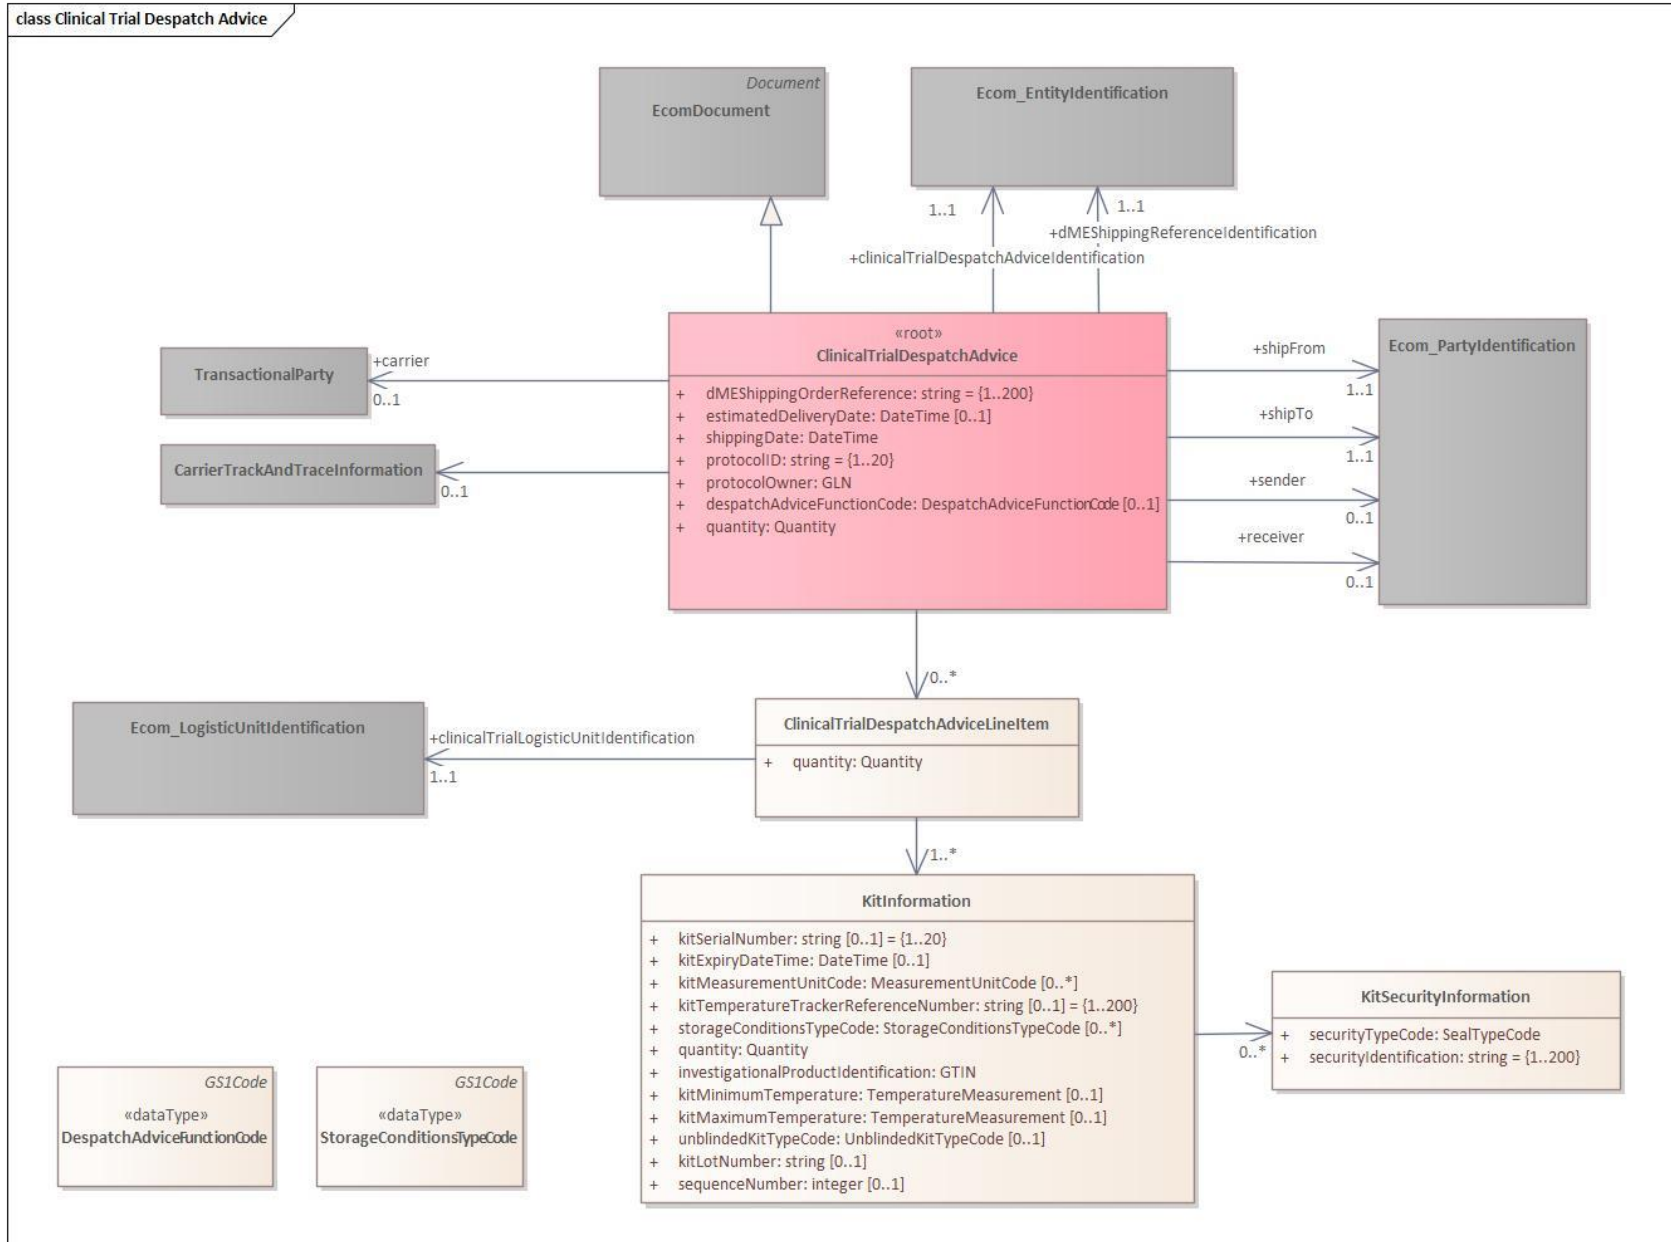 class Clinical Trial Despatch Advice
Document
EcomDocument
Ecom_EntityIdentification
1..1
1..1
+dMEShippingReferenceIdentification
+clinicalTrialDespatchAdviceIdentification
TransactionalParty
+carrier
0..1
CarrierTrackAndTraceInformation
0..1
«root»
ClinicalTrialDespatchAdvice
+ dMEShippingOrderReference: string = {1..200}
+ estimatedDeliveryDate: DateTime [0..1]
+ shippingDate: DateTime
+ protocolID: string = {1..20}
+ protocolOwner: GLN
+ despatchAdviceFunctionCode: DespatchAdviceFunctionCode [0..1]
+ quantity: Quantity
+shipFrom
1..1
+shipTo
1..1
+sender
0..1
+receiver
0..1
Ecom_PartyIdentification
0..*
Ecom_LogisticUnitIdentification
+clinicalTrialLogisticUnitIdentification
1..1
ClinicalTrialDespatchAdviceLineItem
+ quantity: Quantity
1..*
KitInformation
+ kitSerialNumber: string [0..1] = {1..20}
+ kitExpiryDateTime: DateTime [0..1]
+ kitMeasurementUnitCode: MeasurementUnitCode [0..*]
+ kitTemperatureTrackerReferenceNumber: string [0..1] = {1..200}
+ storageConditionsTypeCode: StorageConditionsTypeCode [0..*]
+ quantity: Quantity
+ investigationalProductIdentification: GTIN
+ kitMinimumTemperature: TemperatureMeasurement [0..1]
+ kitMaximumTemperature: TemperatureMeasurement [0..1]
+ unblindedKitTypeCode: UnblindedKitTypeCode [0..1]
+ kitLotNumber: string [0..1]
+ sequenceNumber: integer [0..1]
0..*
KitSecurityInformation
+ securityTypeCode: SealTypeCode
+ securityIdentification: string = {1..200}
GS1Code
«dataType»
DespatchAdviceFunctionCode
GS1Code
«dataType»
StorageConditionsTypeCode